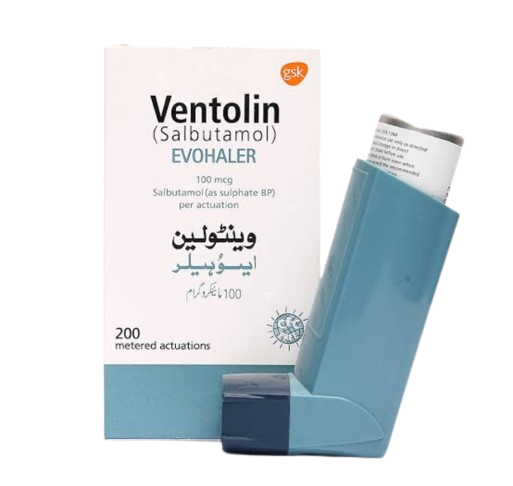 gsk
Ventolin
(Salbutamol)
EVOHALER
100 mcg
Salbutamol (as sulphate BP)
per actuation
وینٹولین
ایوُہیلر
100 مائیکروگرام
200
metered actuations